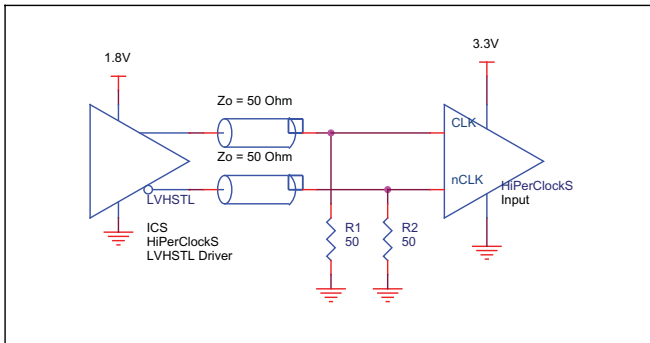 1.8V
3.3V
Zo = 50 Ohm
CLK
Zo = 50 Ohm
nCLK
LVHSTL
HiPerClockS
Input
ICS
HiPerClockS
LVHSTL Driver
R1
50
R2
50